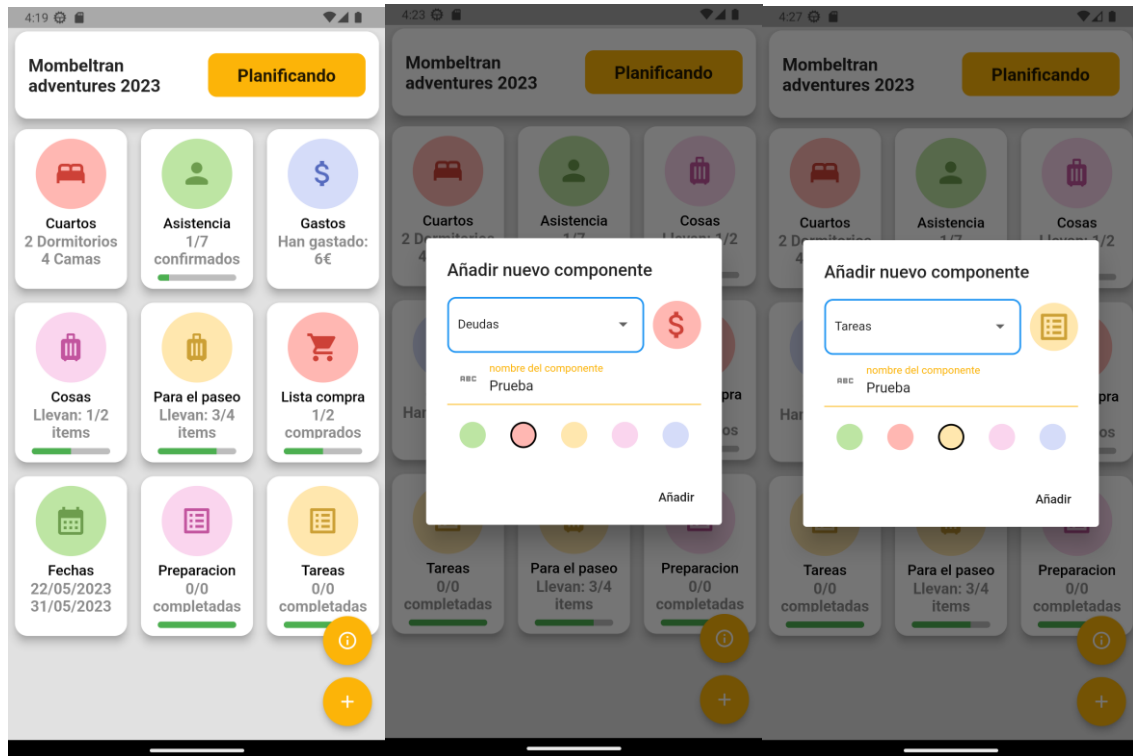 4:19
Mombeltran
adventures 2023
Planificando
Cuartos
2 Dormitorios
4 Camas
Asistencia
1/7
confirmados
Gastos
Han gastado:
6€
Cosas
Llevan: 1/2
items
Para el paseo
Llevan: 3/4
items
Lista compra
1/2
comprados
Fechas
22/05/2023
31/05/2023
Preparacion
0/0
completadas
Tareas
0/0
completadas
4:23
Mombeltran
adventures 2023
Planificando
Cuartos
Asistencia
Cosas
Añadir nuevo componente
Deudas
ABC
nombre del componente
Prueba
Añadir
Tareas
0/0
completadas
Para el paseo
Llevan: 3/4
items
Preparacion
0/0
completadas
4:27
Mombeltran
adventures 2023
Planificando
Cuartos
Asistencia
Cosas
Añadir nuevo componente
Tareas
ABC
nombre del componente
Prueba
Añadir
Tareas
0/0
completadas
Para el paseo
Llevan: 3/4
items
Preparacion
0/0
completadas